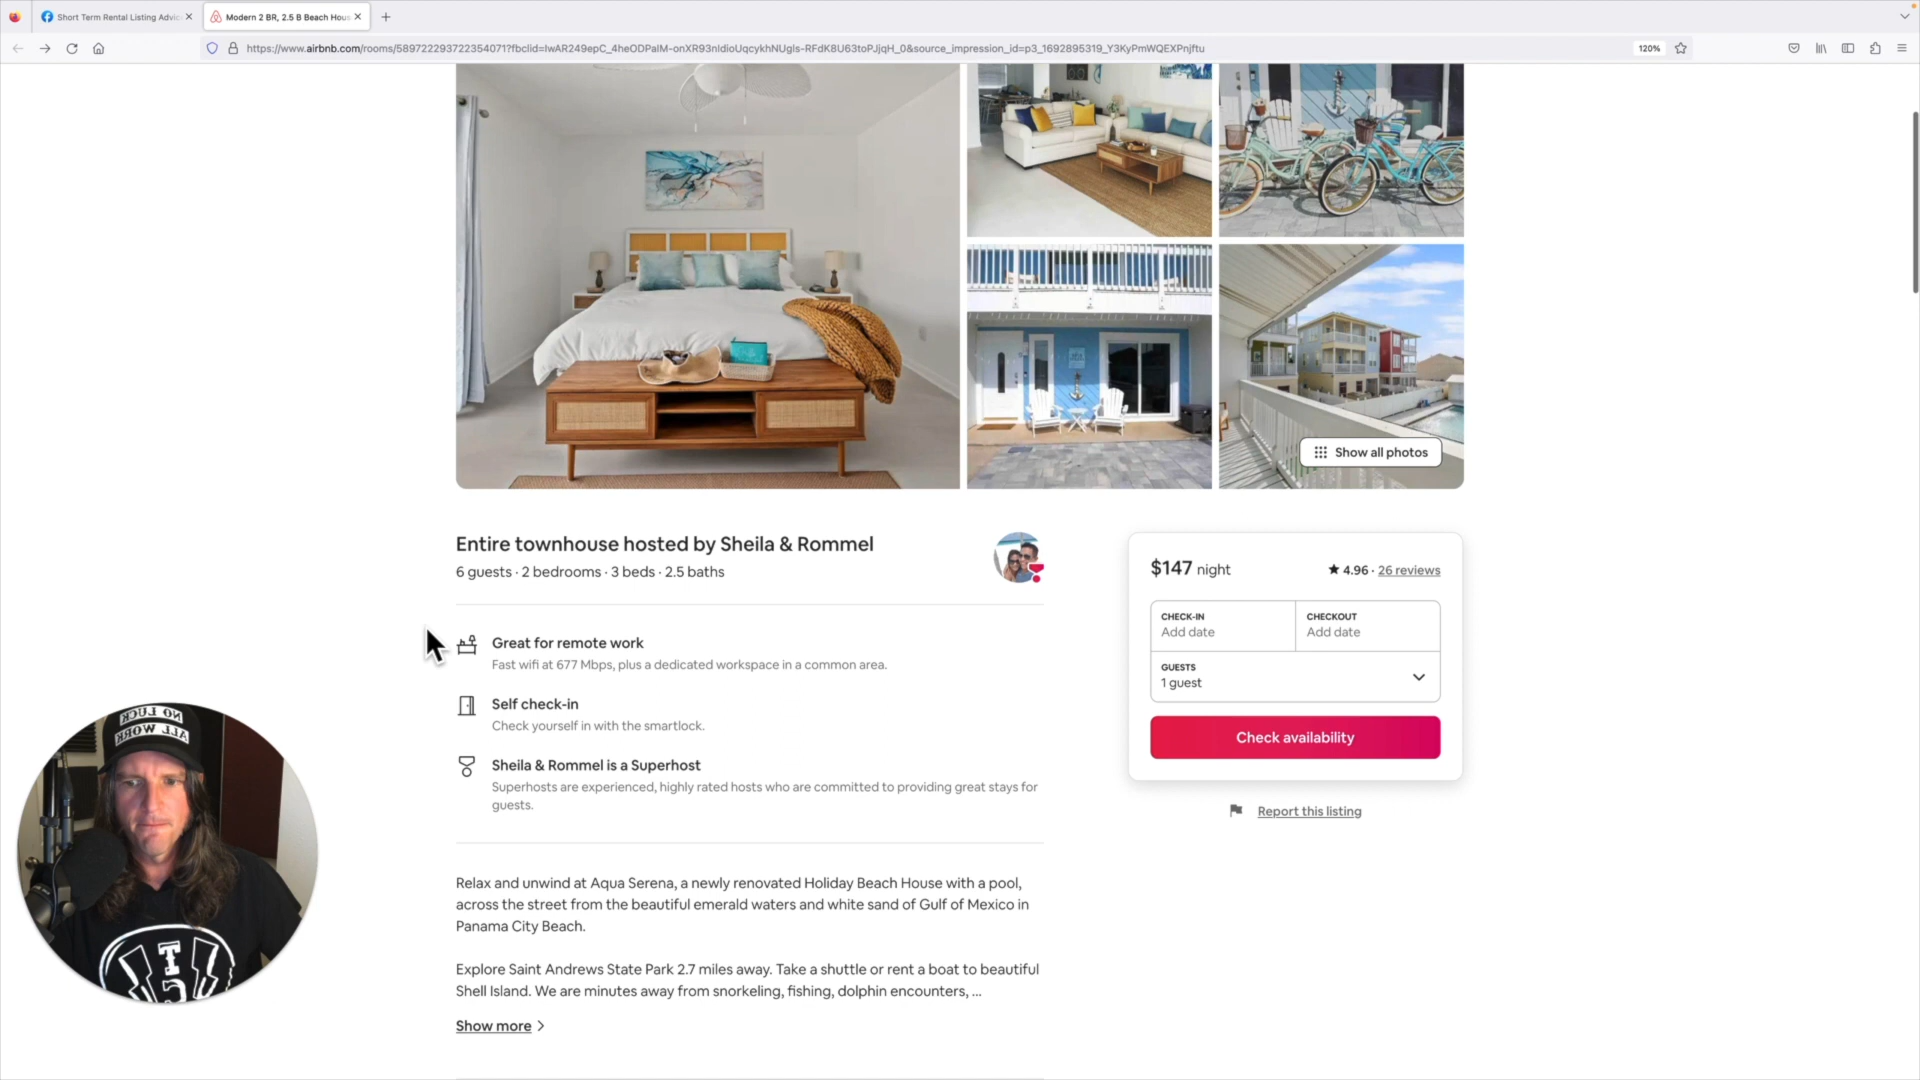 Short Term Rental Listing Advic
Modern 2 BR, 2.5 B Beach Hous
https://www.airbnb.com/rooms/589722293722354071?fbclid=IwAR249epC_4heODPaIM-onXR93nIdioUqcykhNUgIs-RFdK8U63toPJjqH_0&source_impression_id=p3_1692895319_Y3KyPmWQEXPnjftu
120%
Show all photos
Entire townhouse hosted by Sheila & Rommel
6 guests · 2 bedrooms · 3 beds · 2.5 baths
Great for remote work
Fast wifi at 677 Mbps, plus a dedicated workspace in a common area.
Self check-in
Check yourself in with the smartlock.
Sheila & Rommel is a Superhost
Superhosts are experienced, highly rated hosts who are committed to providing great stays for
guests.
Relax and unwind at Aqua Serena, a newly renovated Holiday Beach House with a pool,
across the street from the beautiful emerald waters and white sand of Gulf of Mexico in
Panama City Beach.
Explore Saint Andrews State Park 2.7 miles away. Take a shuttle or rent a boat to beautiful
Shell Island. We are minutes away from snorkeling, fishing, dolphin encounters, ...
Show more
$147 night
★ 4.96 · 26 reviews
CHECK-IN
Add date
CHECKOUT
Add date
GUESTS
1 guest
Check availability
Report this listing
NO LUCK
ALL WORK
T
5